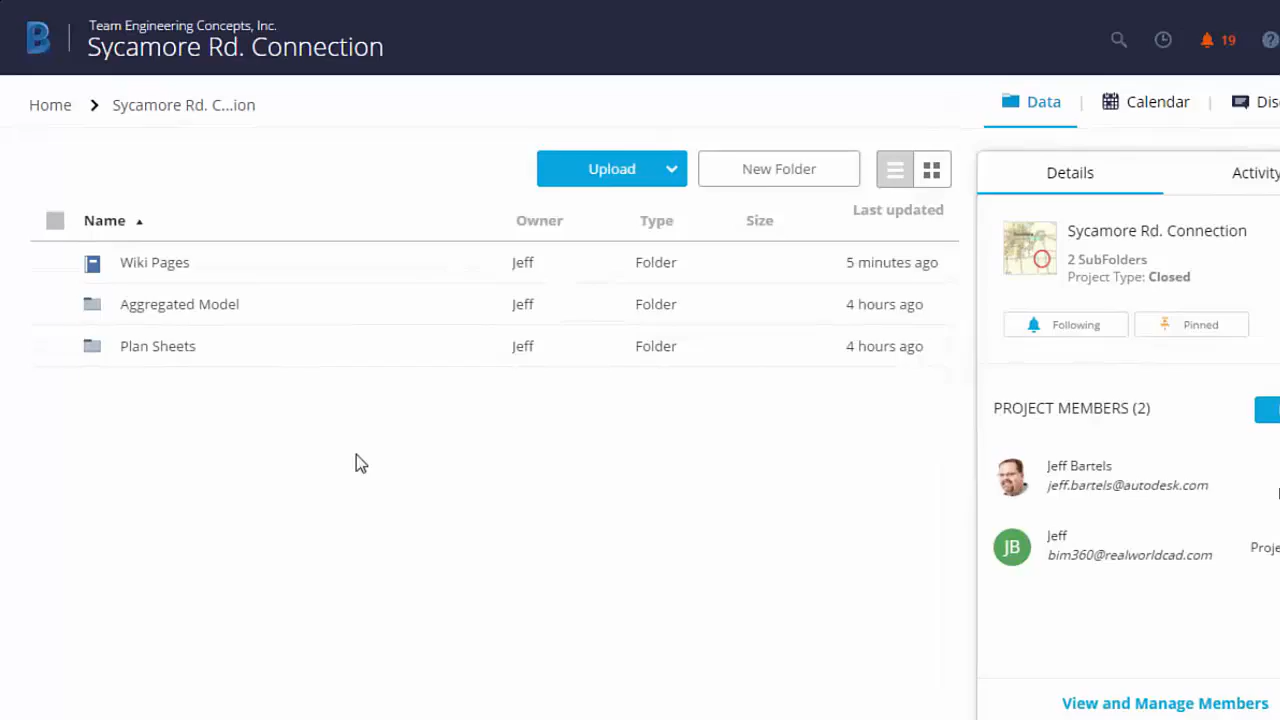 Team Engineering Concepts, Inc.
Sycamore Rd. Connection
19
Home
Sycamore Rd. C...ion
Data
Calendar
Upload
New Folder
Name
Owner
Type
Size
Last updated
Wiki Pages
Jeff
Folder
5 minutes ago
Aggregated Model
Jeff
Folder
4 hours ago
Plan Sheets
Jeff
Folder
4 hours ago
Details
Activity
Sycamore Rd. Connection
2 SubFolders
Project Type: Closed
Following
Pinned
PROJECT MEMBERS (2)
Jeff Bartels
jeff.bartels@autodesk.com
JB
Jeff
bim360@realworldcad.com
View and Manage Members